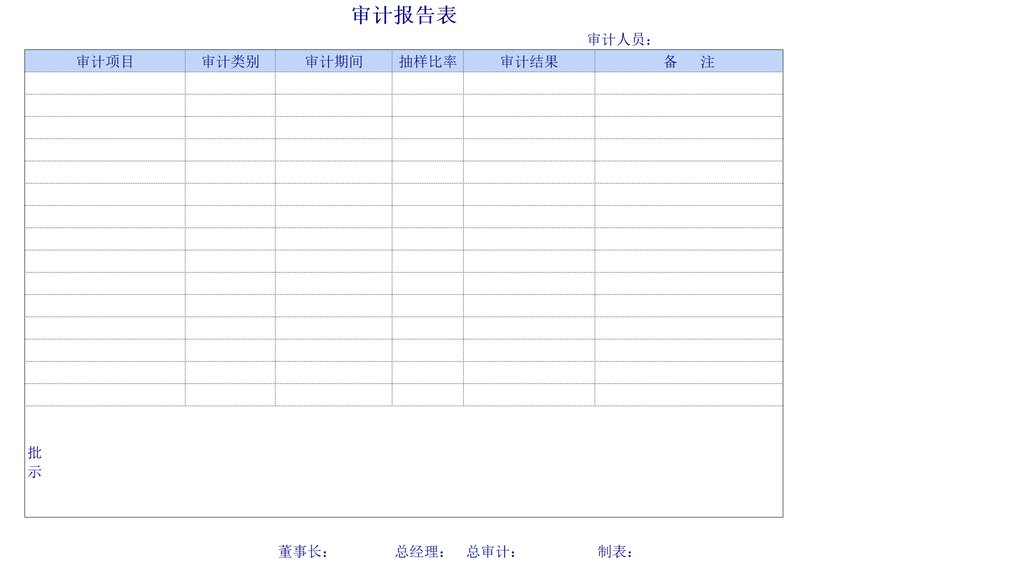 审计报告表
审计人员：
审计项目 审计类别 审计期间 抽样比率 审计结果 备 注
批
示
董事长： 总经理： 总审计： 制表：